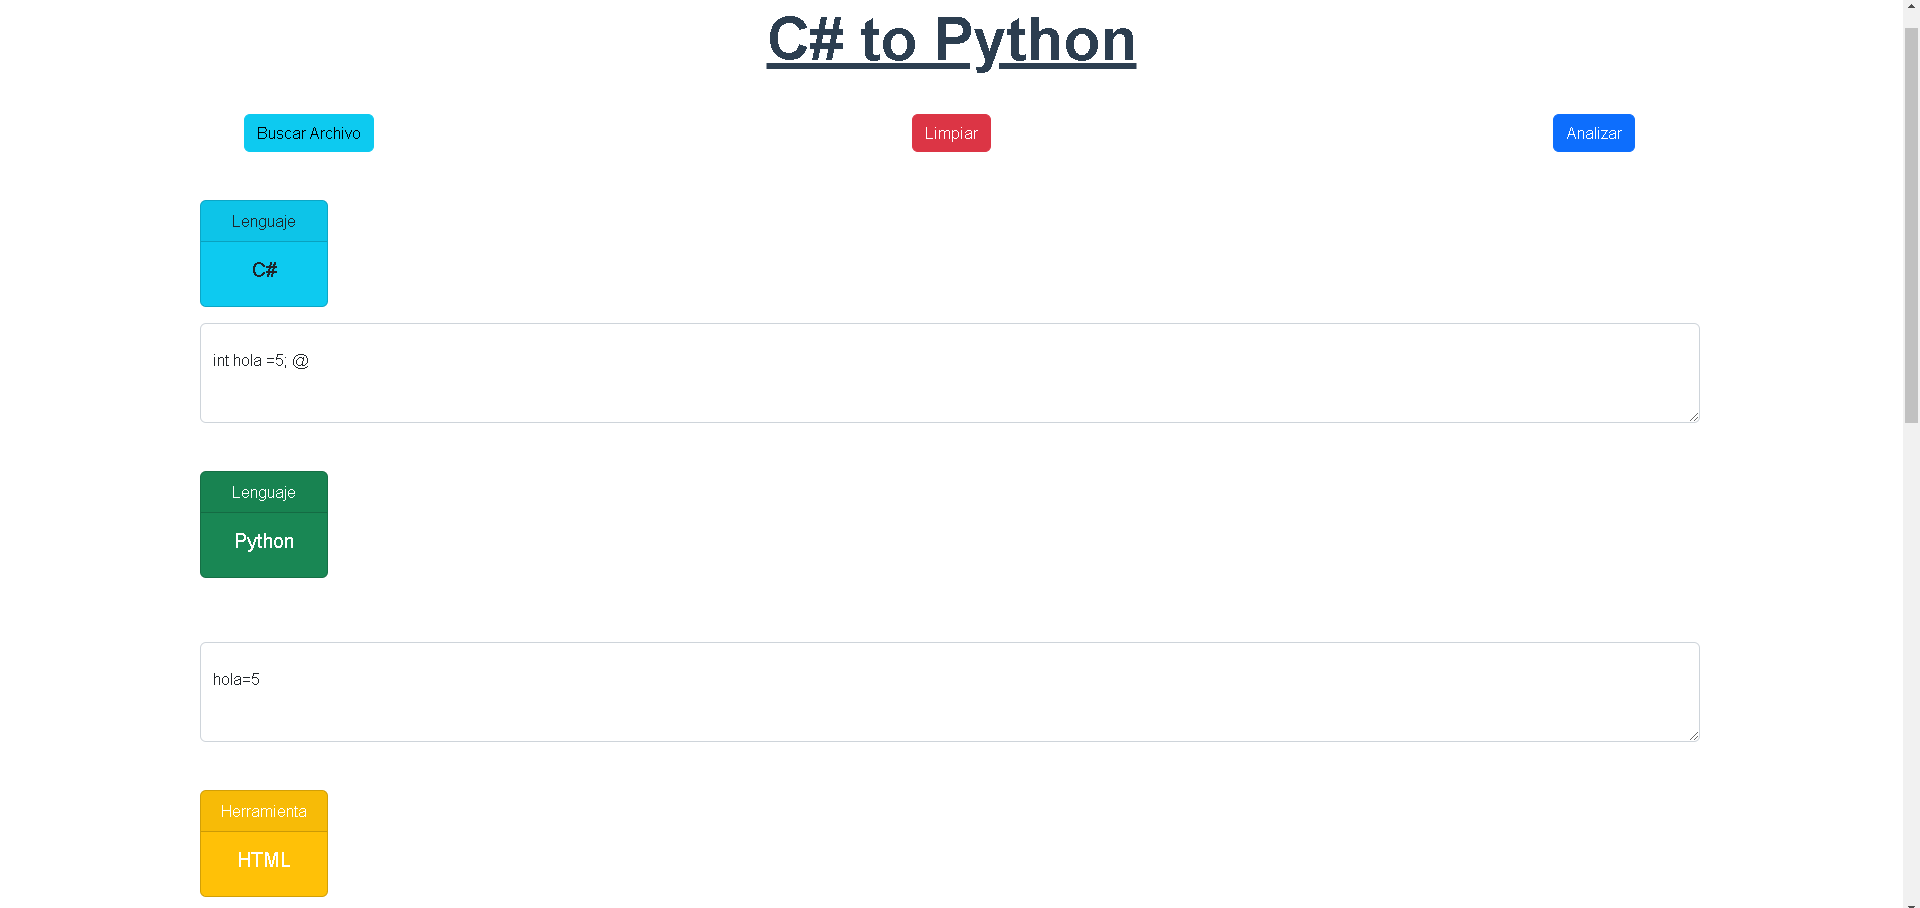 C# to Python
Buscar Archivo
Limpiar
Analizar
Lenguaje
C#
int hola =5; @
Lenguaje
Python
hola=5
Herramienta
HTML